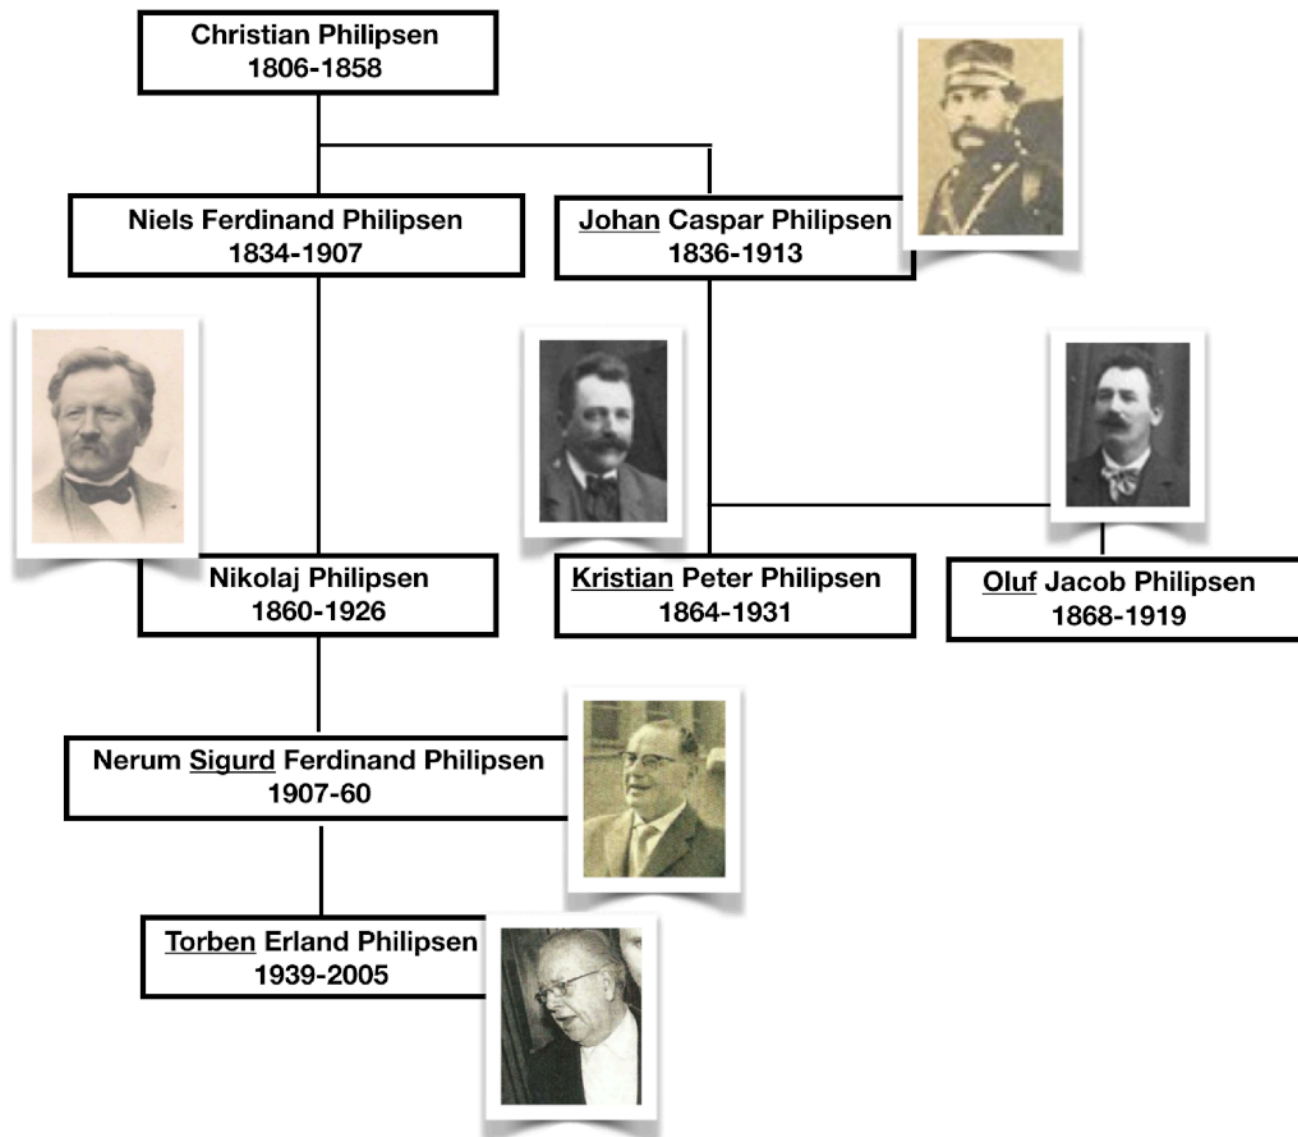 Christian Philipsen
1806-1858
Niels Ferdinand Philipsen
1834-1907
Johan Caspar Philipsen
1836-1913
Nikolaj Philipsen
1860-1926
Kristian Peter Philipsen
1864-1931
Oluf Jacob Philipsen
1868-1919
Nerum Sigurd Ferdinand Philipsen
1907-60
Torben Erland Philipsen
1939-2005